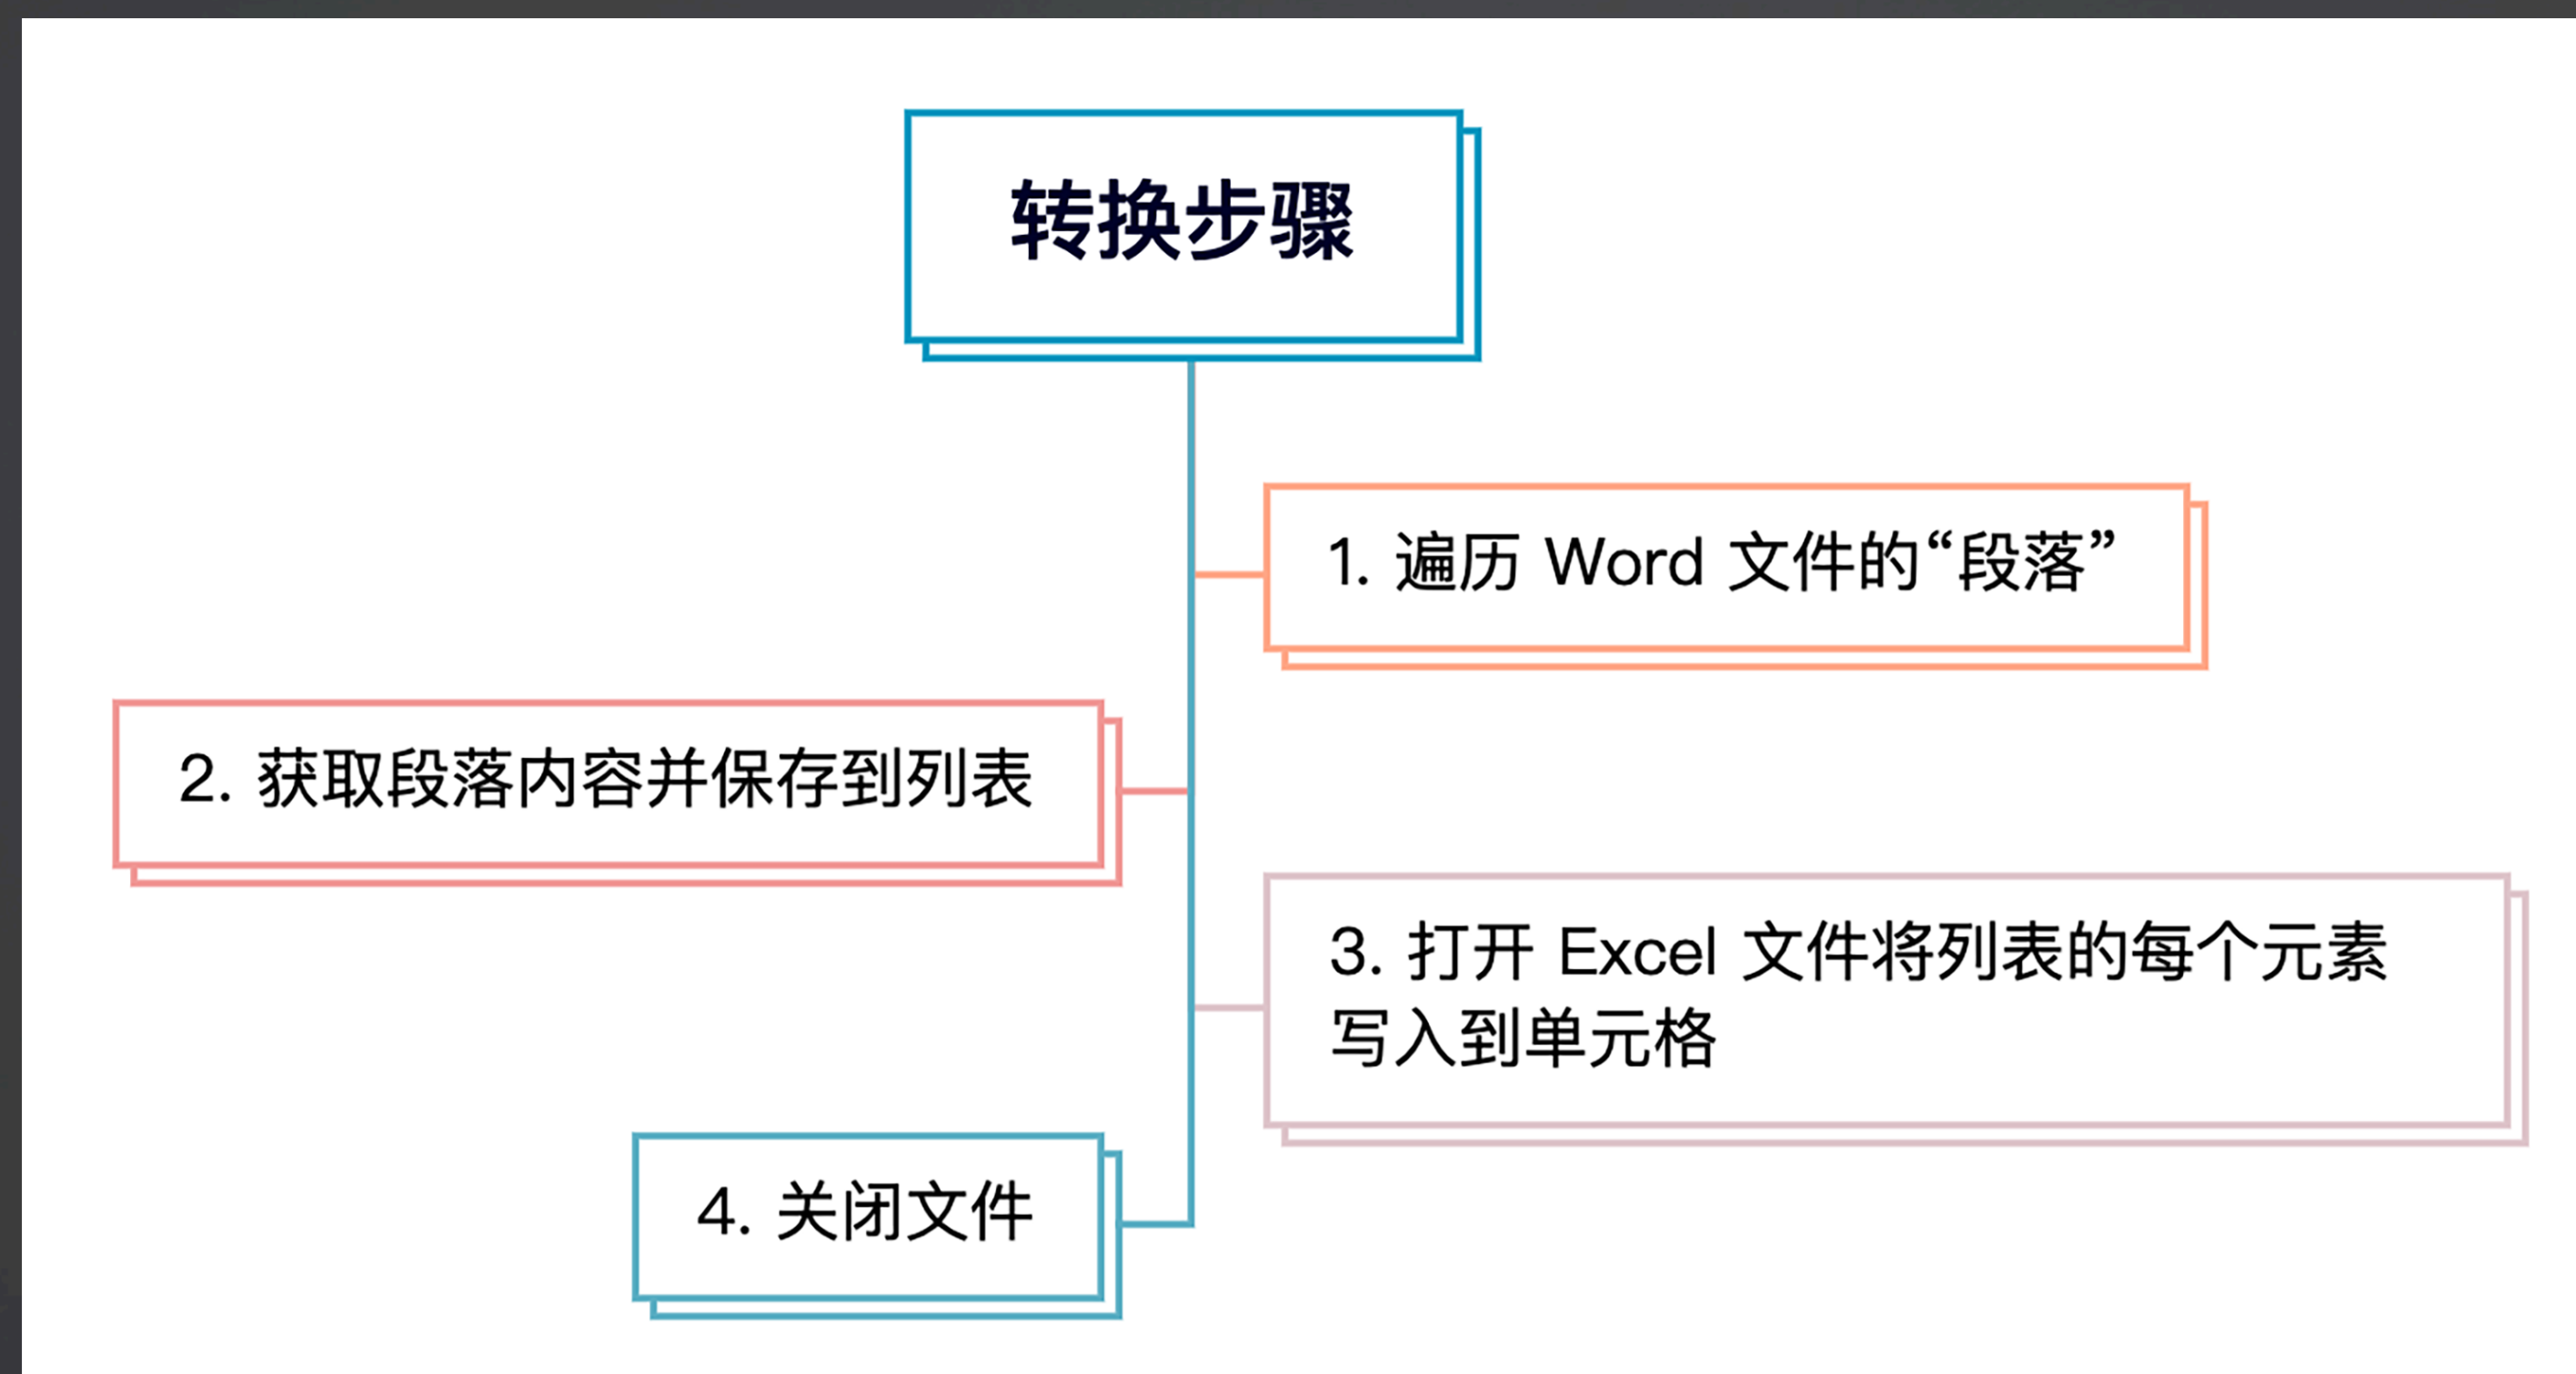 转换步骤
1. 遍历 Word 文件的“段落”
2. 获取段落内容并保存到列表
3. 打开 Excel 文件将列表的每个元素
写入到单元格
4. 关闭文件